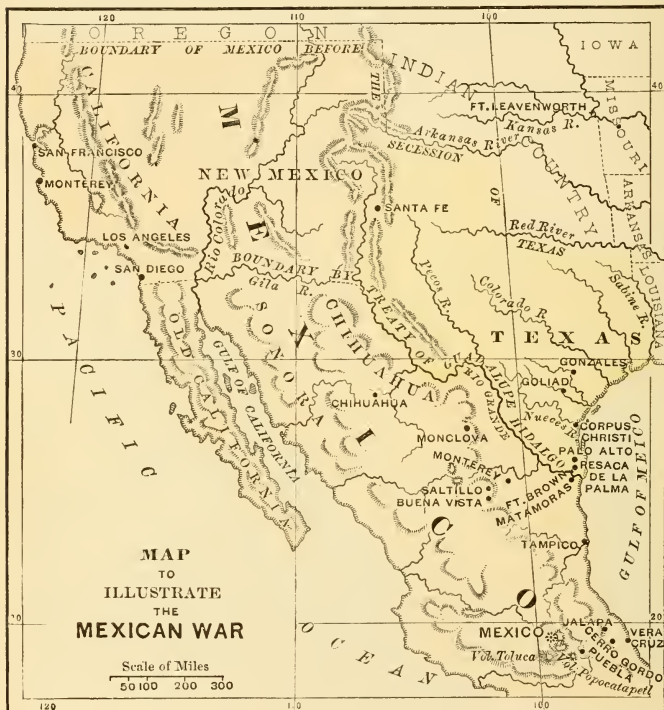 120
110
100
OREGON
BOUNDARY OF MEXICO BEFORE
THE
SECESSION
OF
TEXAS
IOWA
INDIAN
COUNTRY
MISSOURI
ARKANSAS
LOUISIANA
40
40
FT. LEAVENWORTH
Kansas R.
Arkansas River
CALIFORNIA
SAN FRANCISCO
MONTEREY
LOS ANGELES
SAN DIEGO
NEW MEXICO
MEXICO
Rio Colorado
SANTA FE
Red River
Pecos R.
Colorado R
Sabine R.
BOUNDARY BY TREATY OF GUADALUPE HIDALGO
Gila R.
TEXAS
30
30
GONZALES
GOLIAD
RIO GRANDE
Nueces R.
CORPUS
CHRISTI
PALO ALTO
RESACA
DE LA
PALMA
FT. BROWN
MATAMORAS
SONORA
CHIHUAHUA
CHIHUAHUA
MONCLOVA
MONTEREY
SALTILLO
BUENA VISTA
OLD CALIFORNIA
GULF OF CALIFORNIA
PACIFIC
OCEAN
GULF OF MEXICO
TAMPICO
MEXICO
JALAPA
VERA
CRUZ
CERRO GORDO
PUEBLA
Vol. Toluca
Vol. Popocatapetl
MAP
TO
ILLUSTRATE
THE
MEXICAN WAR
Scale of Miles
50 100 200 300
120
110
100